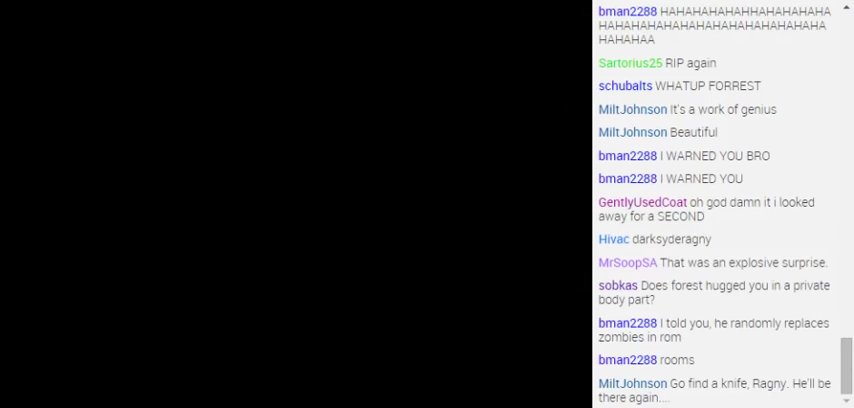 bman2288 HAHAHAHAHAHHAHAHAHAHA
HAHAHAHAHAHAHAHAHAHAHAHAHAHA
HAHAHAA
Sartorius25 RIP again
schubalts WHATUP FORREST
MiltJohnson It's a work of genius
MiltJohnson Beautiful
bman2288 I WARNED YOU BRO
bman2288 I WARNED YOU
GentlyUsedCoat oh god damn it i looked
away for a SECOND
Hivac darksyderagny
MrSoopSA That was an explosive surprise.
sobkas Does forest hugged you in a private
body part?
bman2288 I told you, he randomly replaces
zombies in rom
bman2288 rooms
MiltJohnson Go find a knife, Ragny. He'll be
there again....